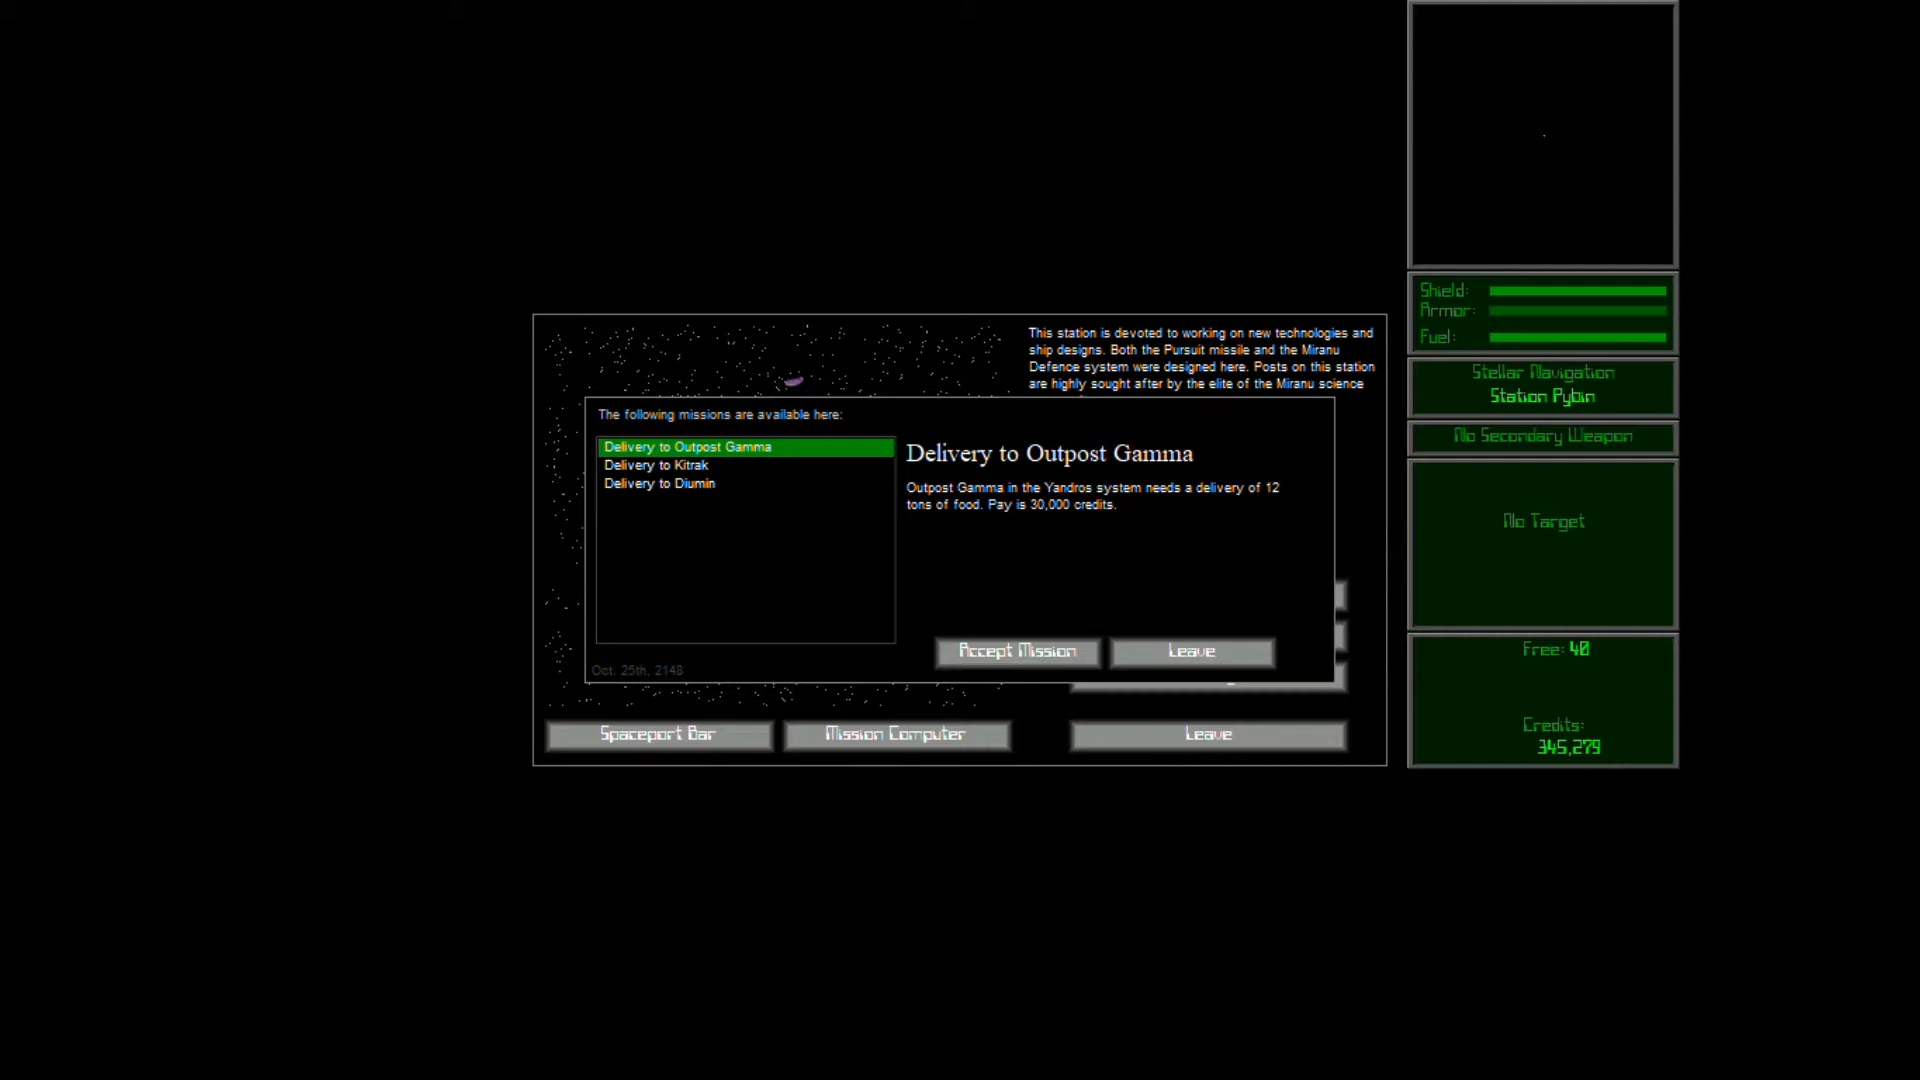 This station is devoted to working on new technologies and
ship designs. Both the Pursuit missile and the Miranu
Defence system were designed here. Posts on this station
are highly sought after by the elite of the Miranu science
The following missions are available here:
Delivery to Outpost Gamma
Delivery to Kitrak
Delivery to Diumin
Delivery to Outpost Gamma
Outpost Gamma in the Yandros system needs a delivery of 12
tons of food. Pay is 30,000 credits.
Accept Mission
Leave
Oct. 25th, 2148
Spaceport Bar
Mission Computer
Leave
Shield:
Armor:
Fuel:
Stellar Navigation
Station Pybin
No Secondary Weapon
No Target
Free: 40
Credits:
345,279